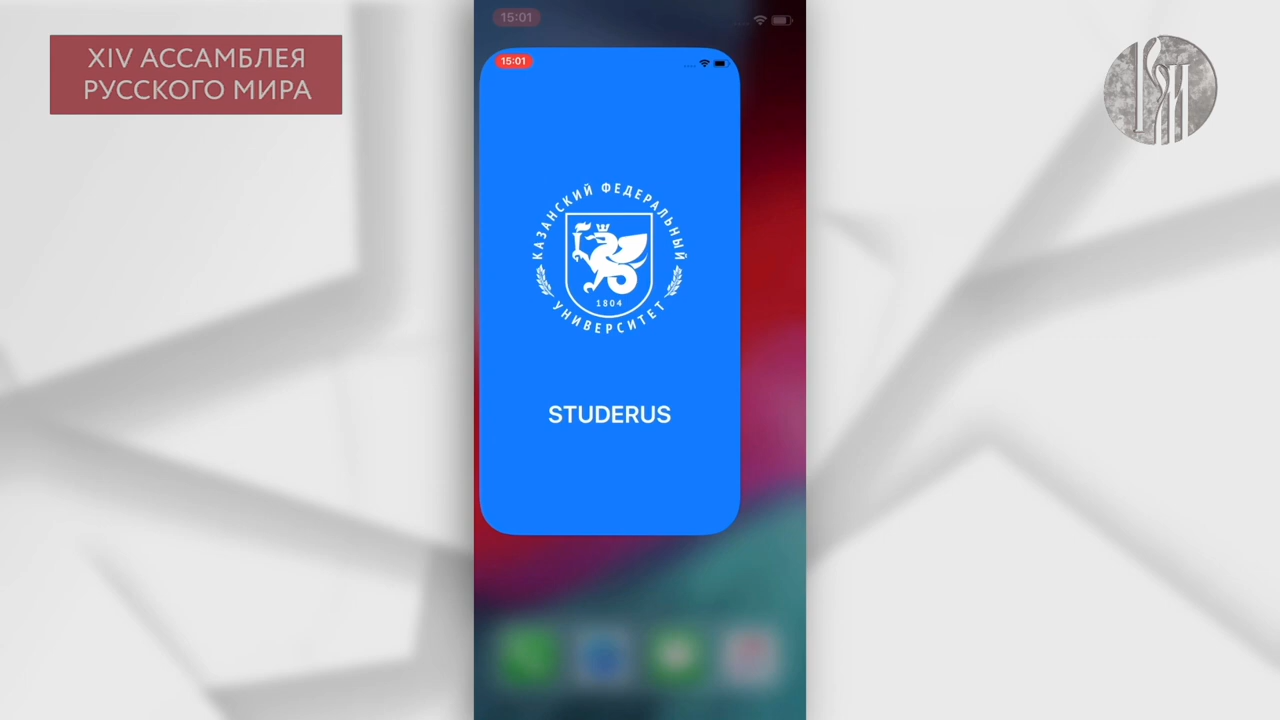 XIV АССАМБЛЕЯ
РУССКОГО МИРА
15:01
15:01
КАЗАНСКИЙ ФЕДЕРАЛЬНЫЙ
УНИВЕРСИТЕТ
1804
STUDERUS